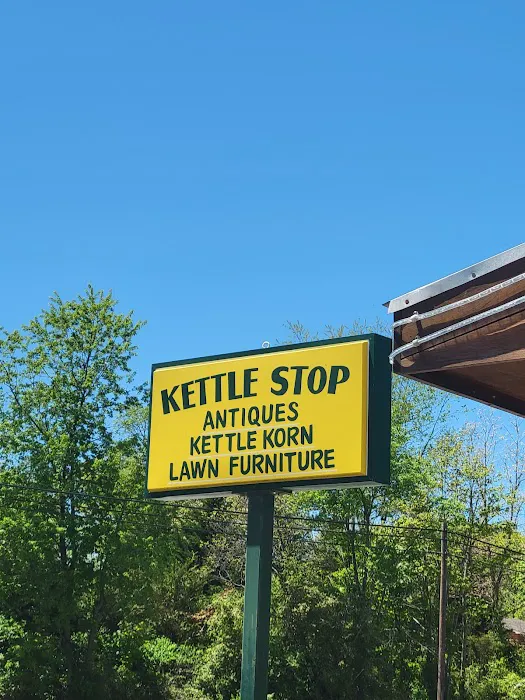 KETTLE STOP
ANTIQUES
KETTLE KORN
LAWN FURNITURE